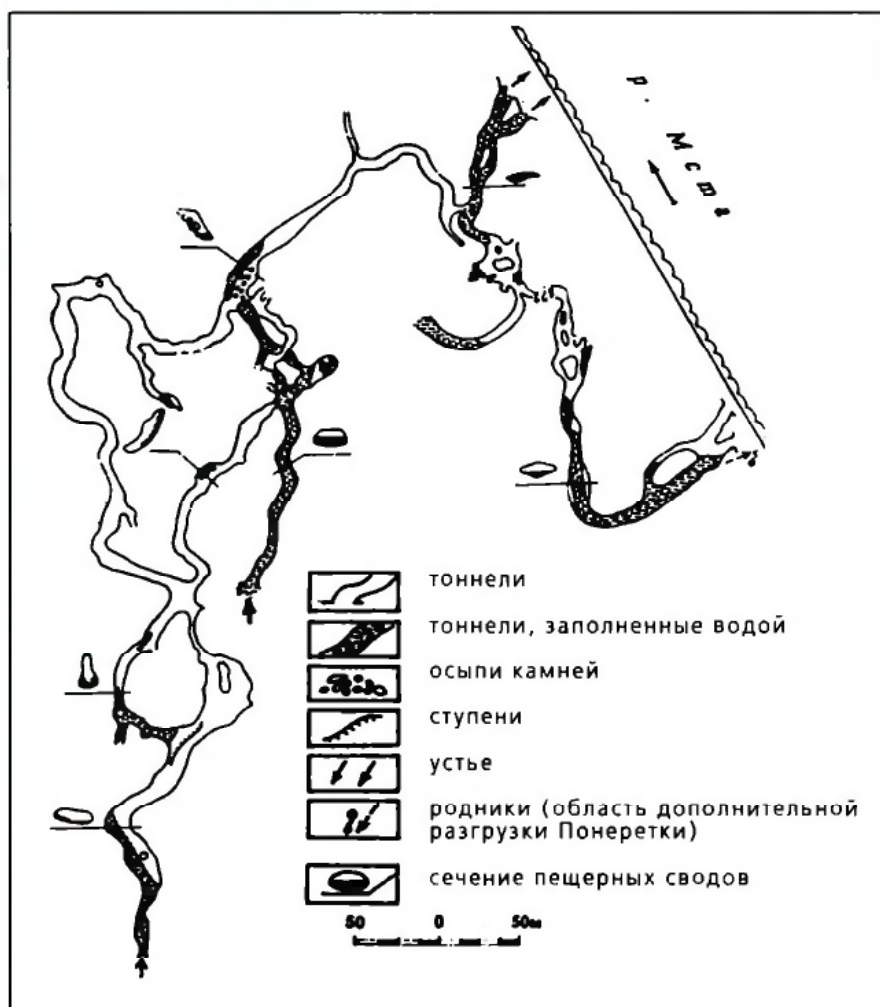 р. Мста
тоннели
тоннели, заполненные водой
осыпи камней
ступени
устье
родники (область дополнительной
разгрузки Понеретки)
сечение пещерных сводов
50 0 50м